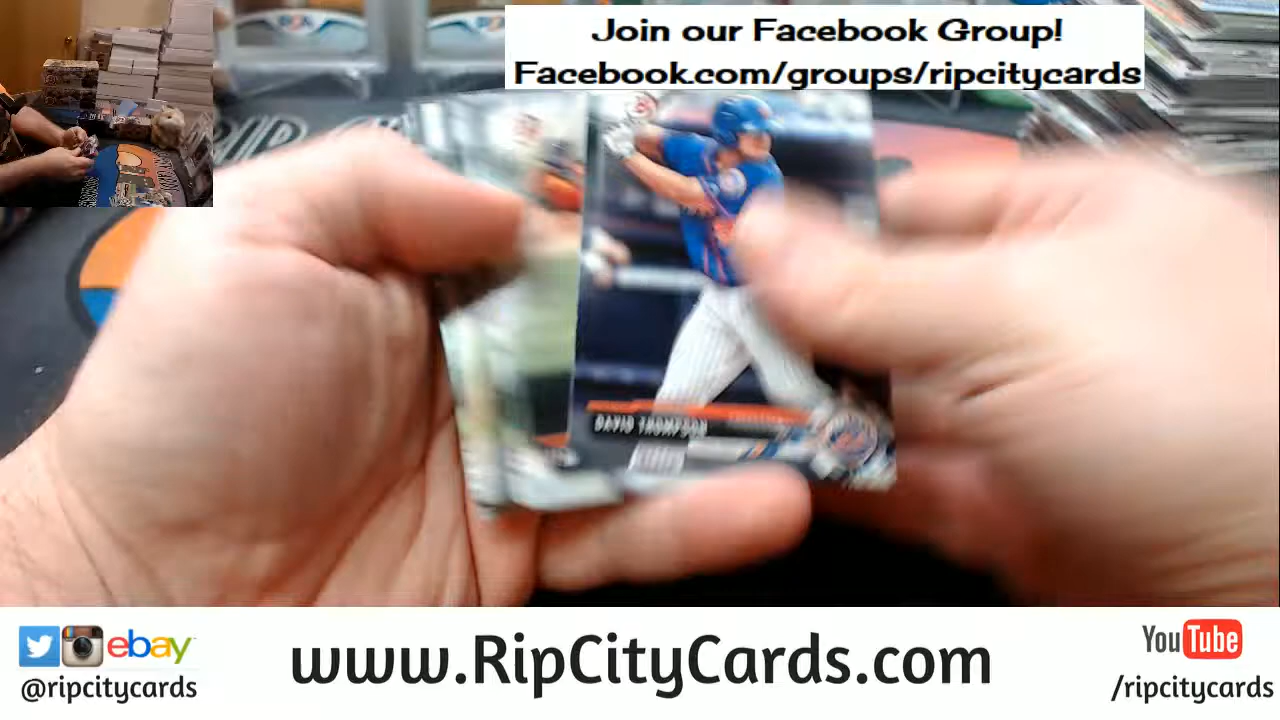 Join our Facebook Group!
Facebook.com/groups/ripcitycards
DAVID THOMPSON
ebay
@ripcitycards
www.RipCityCards.com
YouTube
/ripcitycards